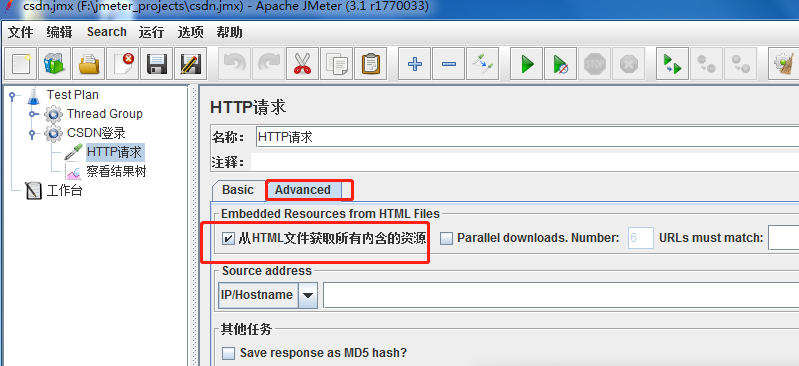 csdn.jmx (F:\jmeter_projects\csdn.jmx) - Apache JMeter (3.1 r1770033)
文件 编辑 Search 运行 选项 帮助
STOP
Test Plan
Thread Group
CSDN登录
HTTP请求
察看结果树
工作台
HTTP请求
名称： HTTP请求
注释：
Basic Advanced
Embedded Resources from HTML Files
从HTML文件获取所有内含的资源 Parallel downloads. Number: 6 URLs must match:
Source address
IP/Hostname
其他任务
Save response as MD5 hash?